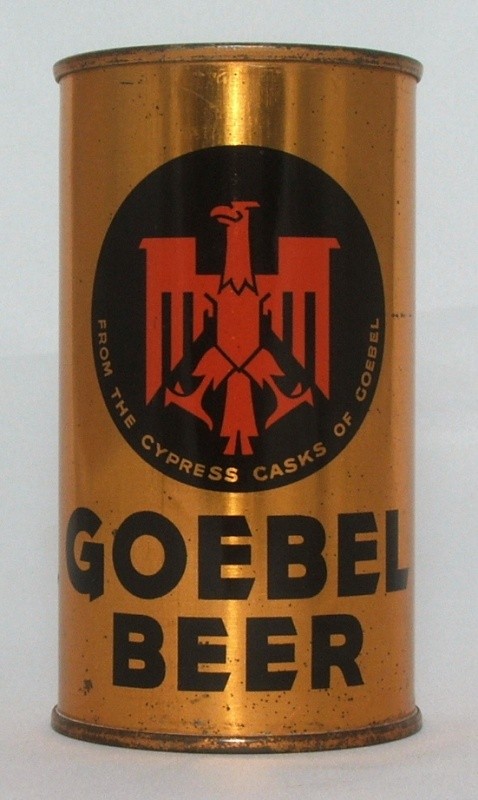 FROM THE CYPRESS CASKS OF GOEBEL
GOEBEL
BEER